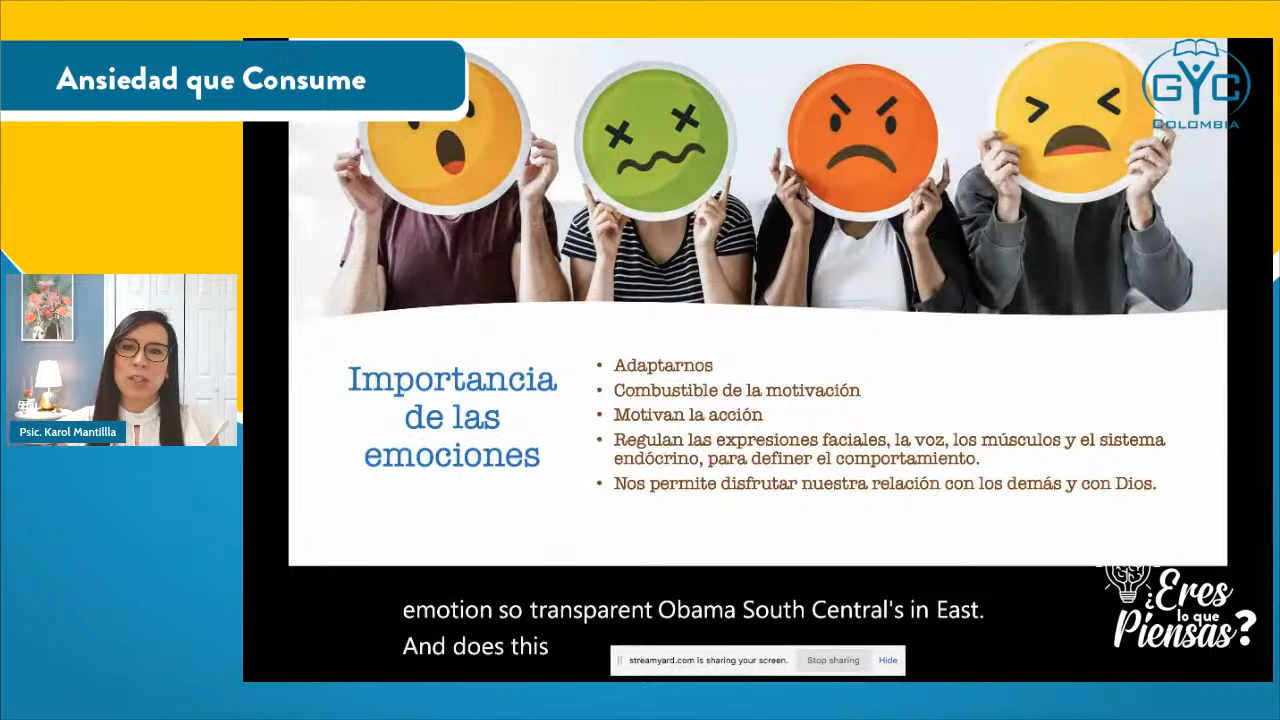 Ansiedad que Consume
GYC
COLOMBIA
Psic. Karol Mantillla
Importancia
de las
emociones
• Adaptarnos
• Combustible de la motivación
• Motivan la acción
• Regulan las expresiones faciales, la voz, los músculos y el sistema
endócrino, para definer el comportamiento.
• Nos permite disfrutar nuestra relación con los demás y con Dios.
emotion so transparent Obama South Central's in East.
And does this
streamyard.com is sharing your screen. Stop sharing Hide
¿Eres
lo que
Piensas?